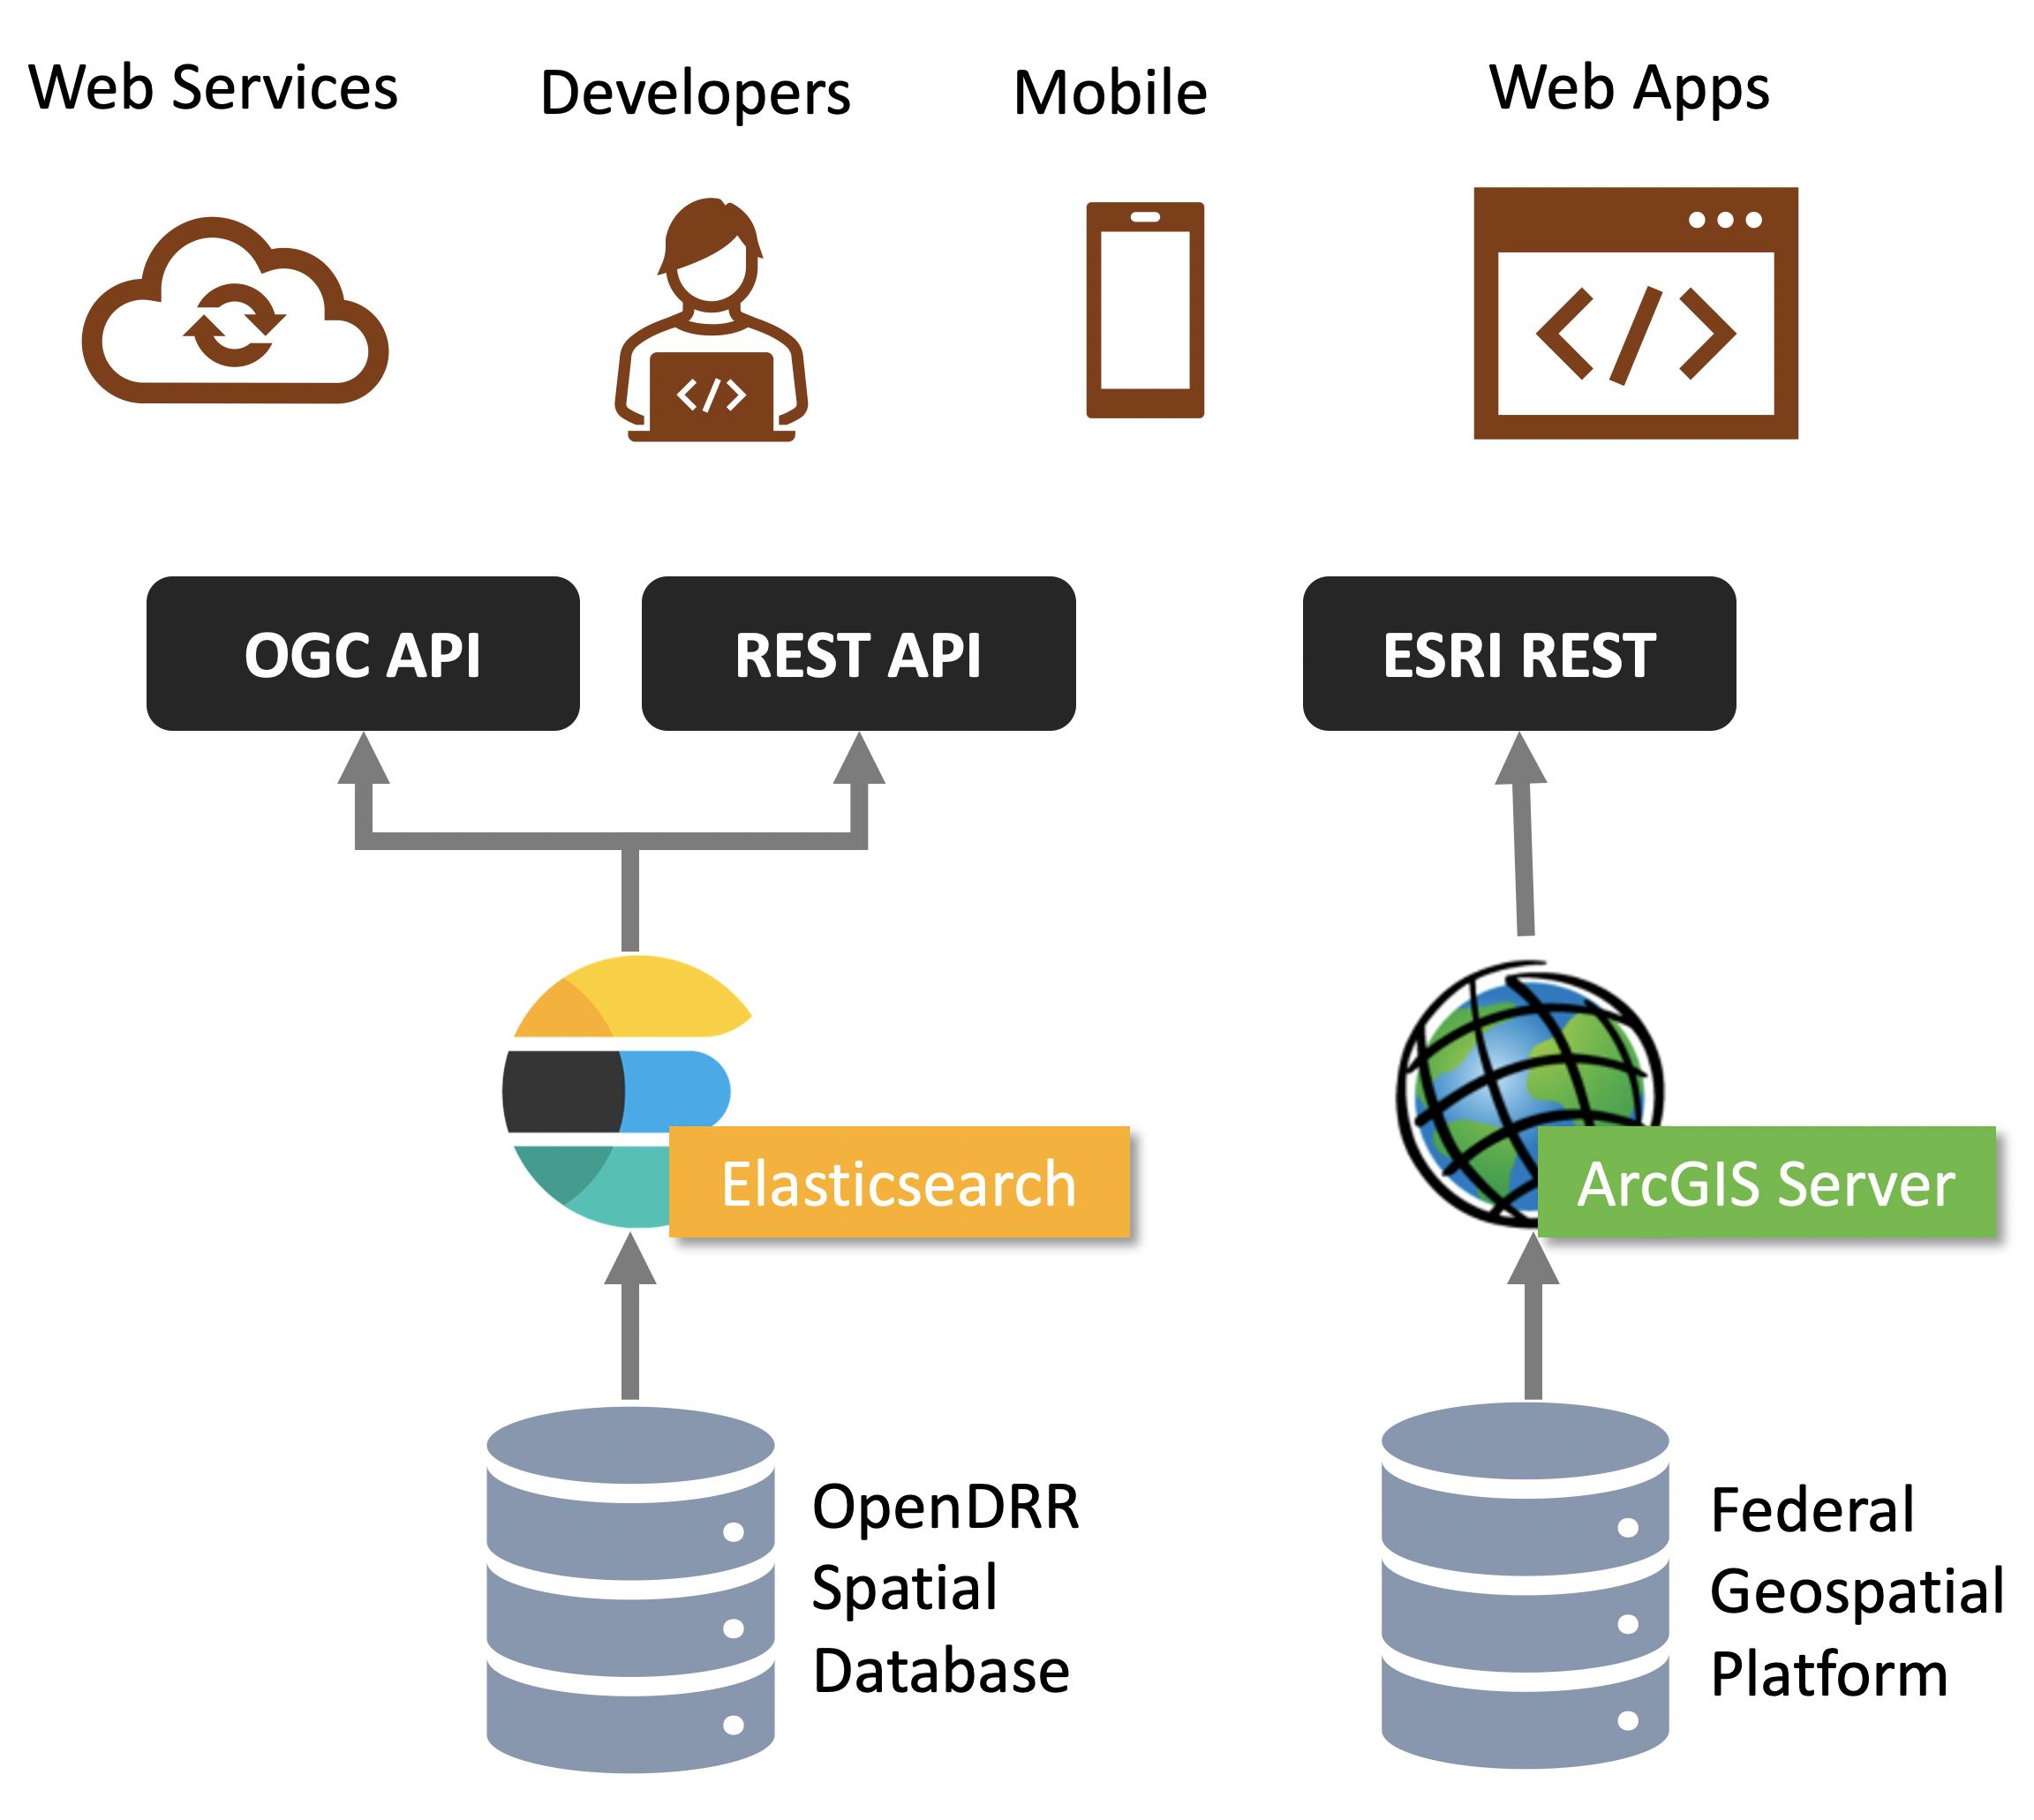 Web Services
Developers
Mobile
Web Apps
</>
</>
OGC API
REST API
ESRI REST
Elasticsearch
ArcGIS Server
OpenDRR
Spatial
Database
Federal
Geospatial
Platform